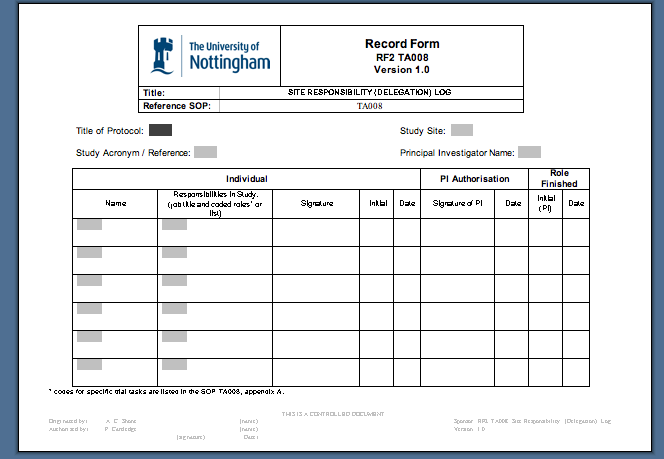 The University of
Nottingham
Record Form
RF2 TA008
Version 1.0
Title: SITE RESPONSIBILITY (DELEGATION) LOG
Reference SOP: TA008
Title of Protocol: Study Site:
Study Acronym / Reference: Principal Investigator Name:
Individual PI Authorisation Role Finished
Name Responsibilities in Study. (job title and coded roles* or list) Signature Initial Date Signature of PI Date Initial (PI) Date
* codes for specific trial tasks are listed in the SOP TA008, appendix A.
THIS IS A CONTROLLED DOCUMENT
Originated by: A C Shone (name) Sponsor RF2 TA008 Site Responsibility (Delegation) Log
Authorised by: P Cartledge (name) Version 1.0
(signature) Date: